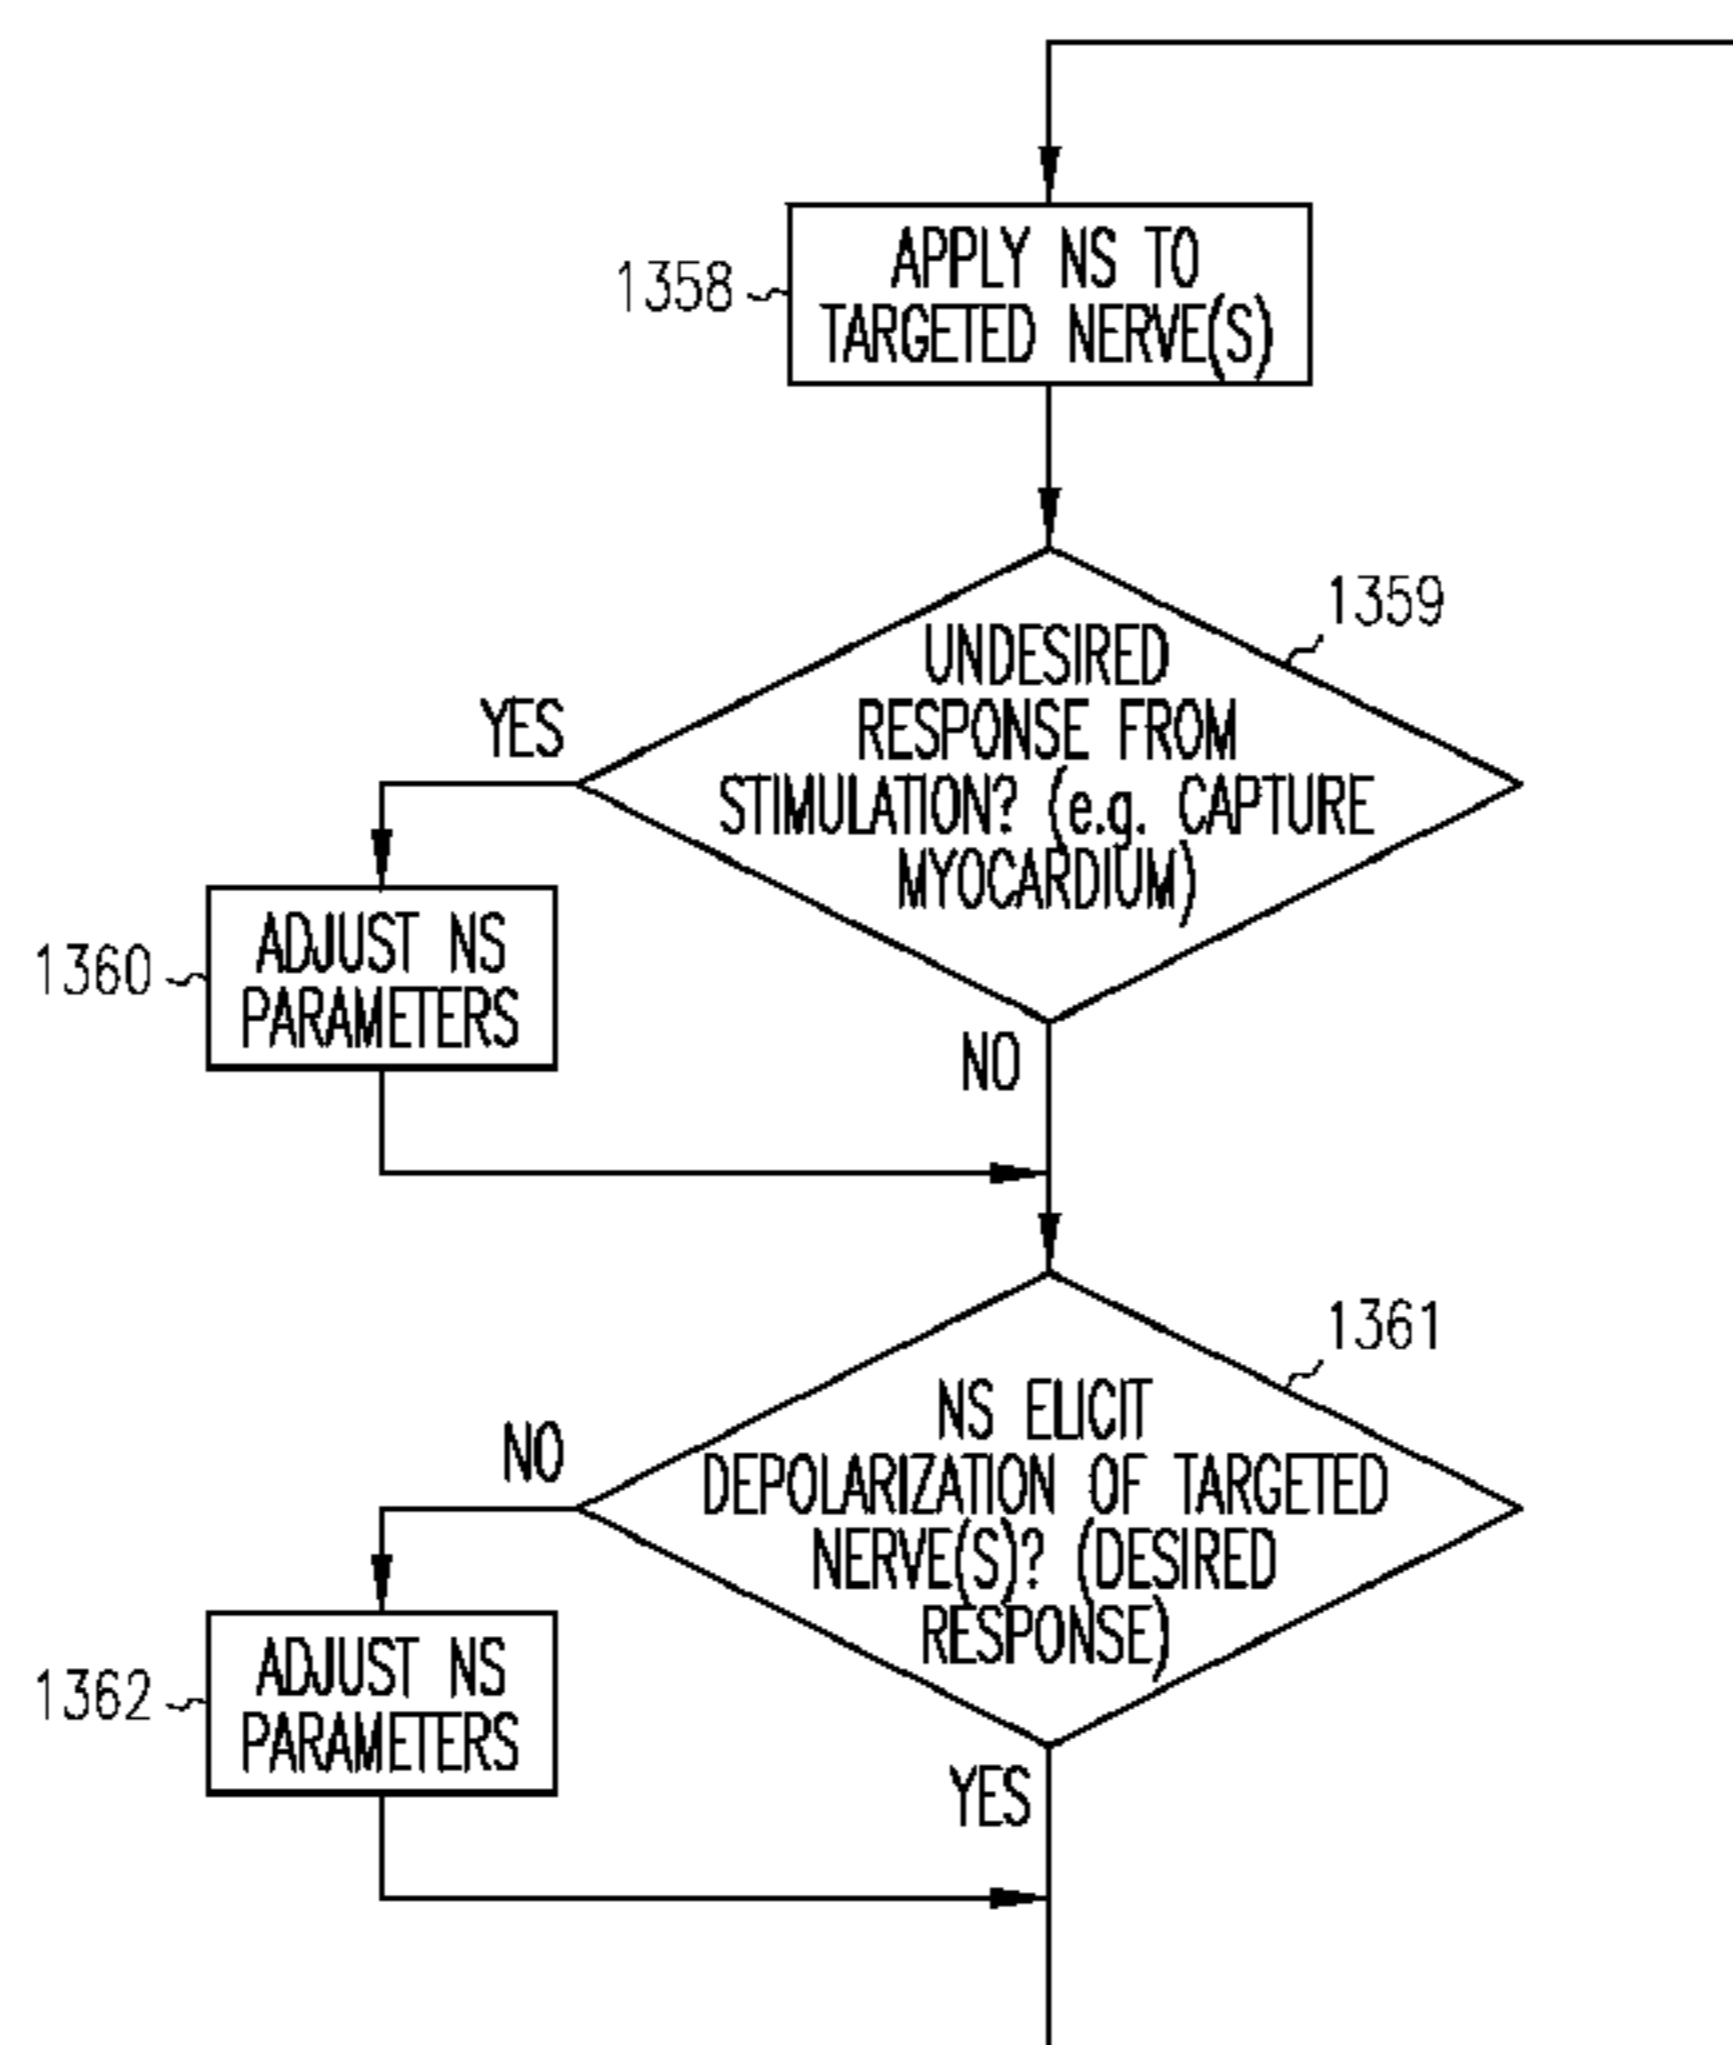 APPLY NS TO
TARGETED NERVE(S)
1358
1359
UNDESIRED
RESPONSE FROM
STIMULATION? (e.g. CAPTURE
MYOCARDIUM)
YES
ADJUST NS
PARAMETERS
1360
NO
1361
NS ELICIT
DEPOLARIZATION OF TARGETED
NERVE(S)? (DESIRED
RESPONSE)
NO
ADJUST NS
PARAMETERS
1362
YES